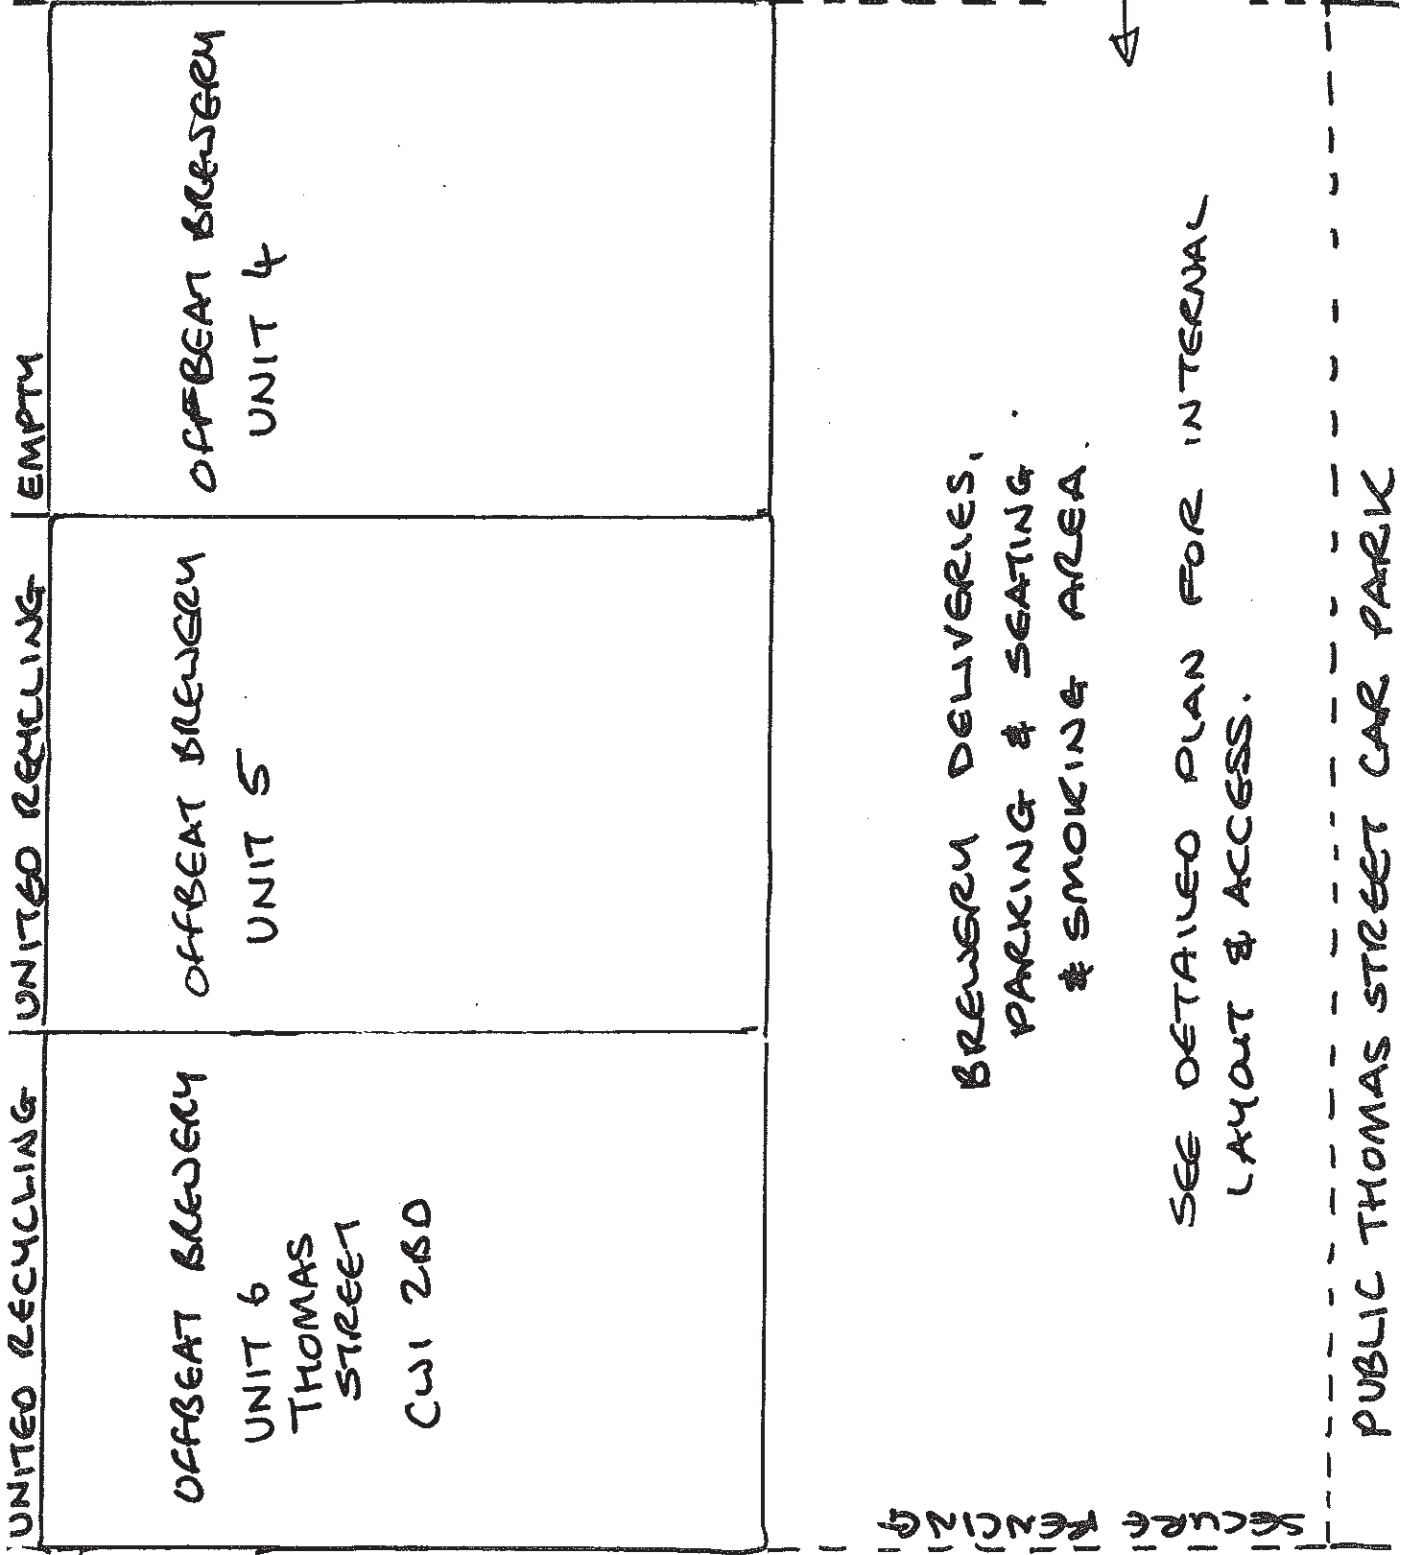 UNITED RECYCLING
UNITED RECYCLING
EMPTY
OFFBEAT BREWERY
UNIT 6
THOMAS
STREET
CW1 2BD
OFFBEAT BREWERY
UNIT 5
OFFBEAT BREWERY
UNIT 4
BREWERY DELIVERIES,
PARKING & SEATING
& SMOKING AREA.
SEE DETAILED PLAN FOR INTERNAL
LAYOUT & ACCESS.
SECURE FENCING
PUBLIC THOMAS STREET CAR PARK